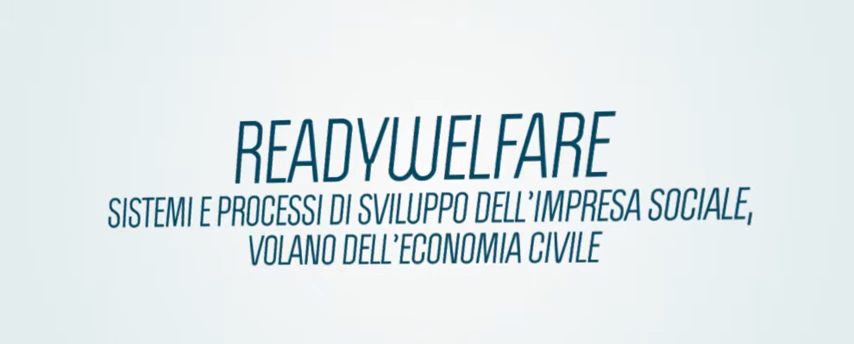 READYWELFARE
SISTEMI E PROCESSI DI SVILUPPO DELL'IMPRESA SOCIALE,
VOLANO DELL'ECONOMIA CIVILE